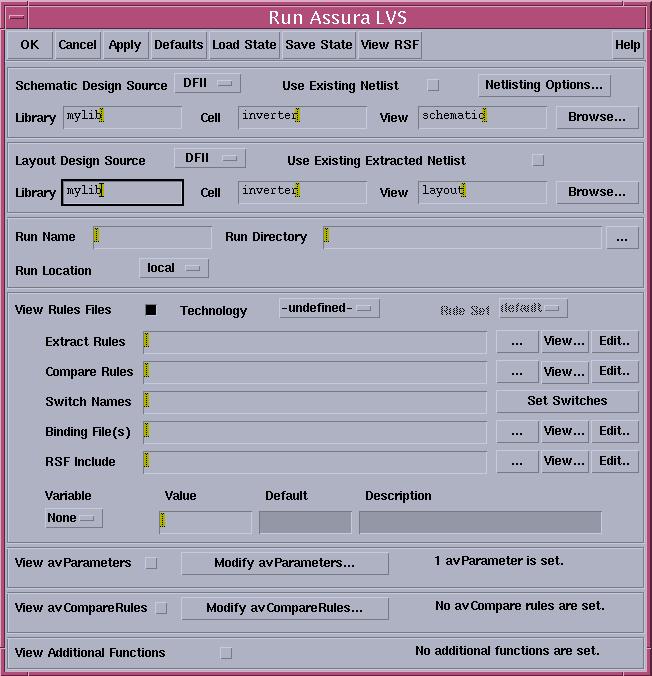 Run Assura LVS
OK Cancel Apply Defaults Load State Save State View RSF Help
Schematic Design Source DFII Use Existing Netlist Netlisting Options...
Library mylib Cell inverter View schematic Browse...
Layout Design Source DFII Use Existing Extracted Netlist
Library mylib Cell inverter View layout Browse...
Run Name Run Directory ...
Run Location local
View Rules Files Technology -undefined- Rule Set default
Extract Rules ... View... Edit..
Compare Rules ... View... Edit..
Switch Names Set Switches
Binding File(s) ... View... Edit..
RSF Include ... View... Edit..
Variable Value Default Description
None
View avParameters Modify avParameters... 1 avParameter is set.
View avCompareRules Modify avCompareRules... No avCompare rules are set.
View Additional Functions No additional functions are set.